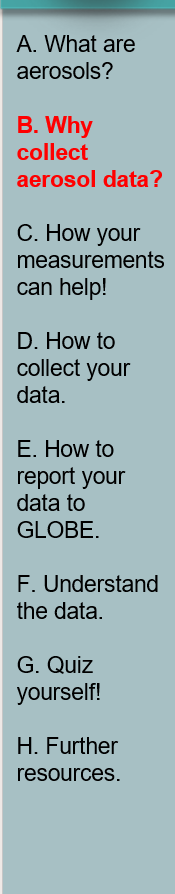 A. What are
aerosols?
B. Why
collect
aerosol data?
C. How your
measurements
can help!
D. How to
collect your
data.
E. How to
report your
data to
GLOBE.
F. Understand
the data.
G. Quiz
yourself!
H. Further
resources.